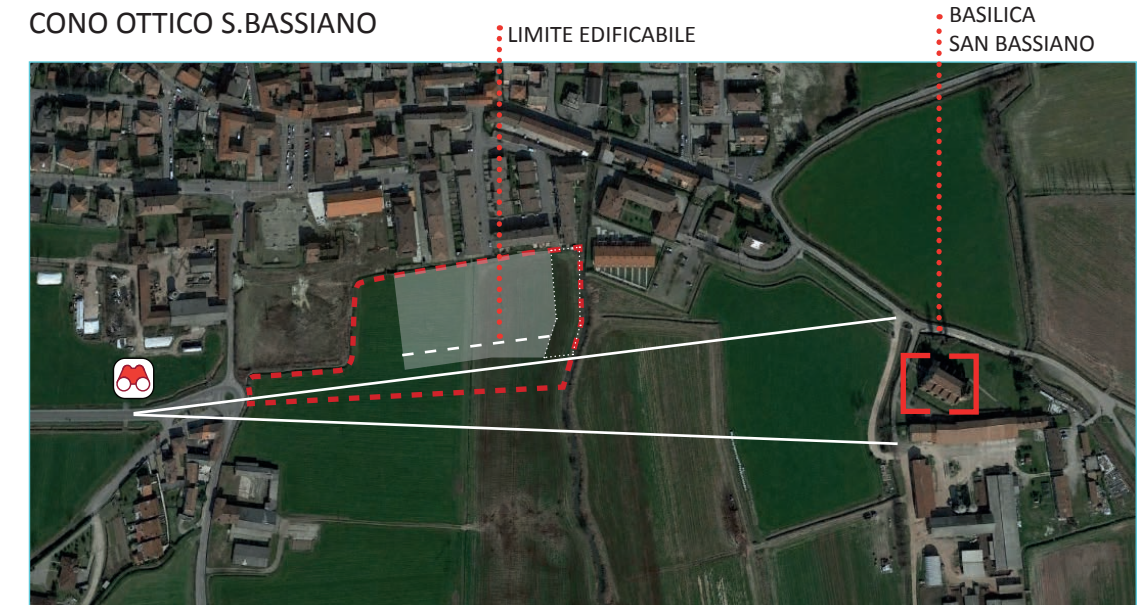 CONO OTTICO S.BASSIANO
LIMITE EDIFICABILE
BASILICA
SAN BASSIANO